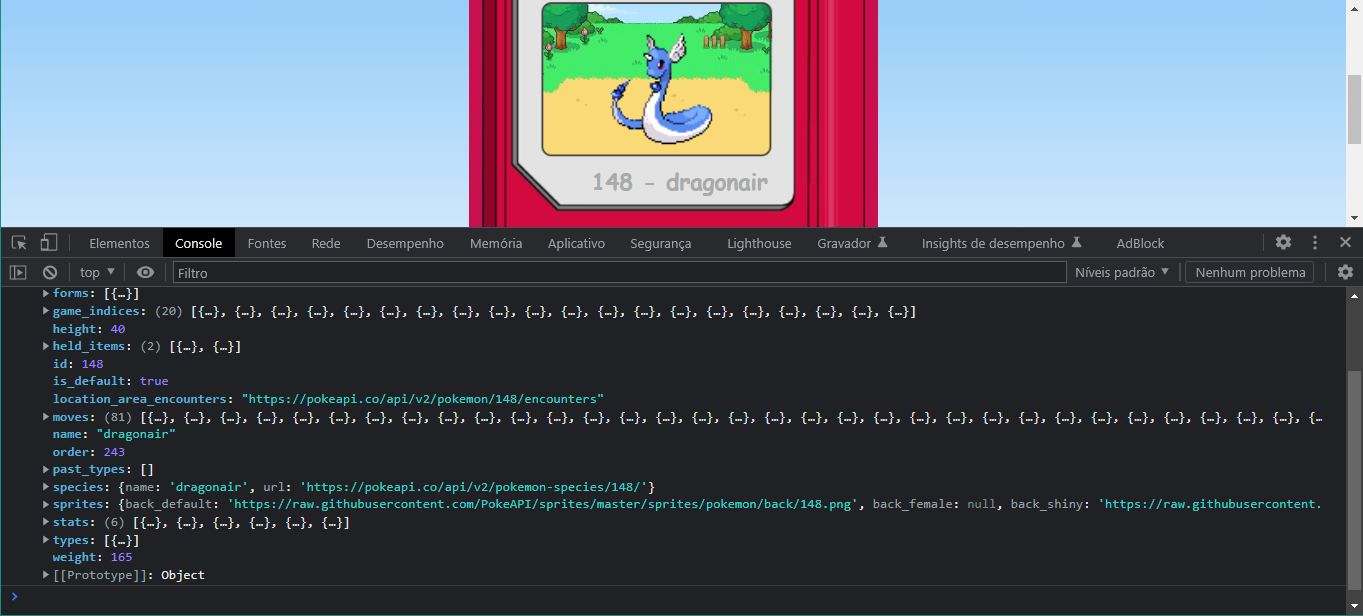 148 - dragonair
Elementos Console Fontes Rede Desempenho Memória Aplicativo Segurança Lighthouse Gravador Insights de desempenho AdBlock
top Filtro Níveis padrão Nenhum problema
forms: [{…}]
game_indices: (20) [{…}, {…}, {…}, {…}, {…}, {…}, {…}, {…}, {…}, {…}, {…}, {…}, {…}, {…}, {…}, {…}, {…}, {…}, {…}, {…}]
height: 40
held_items: (2) [{…}, {…}]
id: 148
is_default: true
location_area_encounters: "https://pokeapi.co/api/v2/pokemon/148/encounters"
moves: (81) [{…}, {…}, {…}, {…}, {…}, {…}, {…}, {…}, {…}, {…}, {…}, {…}, {…}, {…}, {…}, {…}, {…}, {…}, {…}, {…}, {…}, {…}, {…}, {…}, {…}, {…}, {…}, {…}, {…}, {…}, {…}, {…}, {…
name: "dragonair"
order: 243
past_types: []
species: {name: 'dragonair', url: 'https://pokeapi.co/api/v2/pokemon-species/148/'}
sprites: {back_default: 'https://raw.githubusercontent.com/PokeAPI/sprites/master/sprites/pokemon/back/148.png', back_female: null, back_shiny: 'https://raw.githubusercontent.
stats: (6) [{…}, {…}, {…}, {…}, {…}, {…}]
types: [{…}]
weight: 165
[[Prototype]]: Object